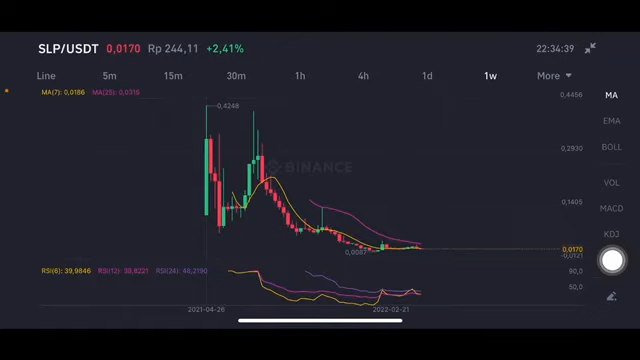 SLP/USDT 0,0170 Rp 244,11 +2,41% 22:34:39
Line 5m 15m 30m 1h 4h 1d 1w More
MA(7): 0,0186 MA(25): 0,0316
0,4456
MA
0,4248
EMA
0,2930
BOLL
BINANCE
VOL
0,1405
MACD
KDJ
0,0087
0,0170
-0,0121
RSI(6): 39,9846 RSI(12): 38,8221 RSI(24): 46,2190
90,0
50,0
2021-04-26 2022-02-21